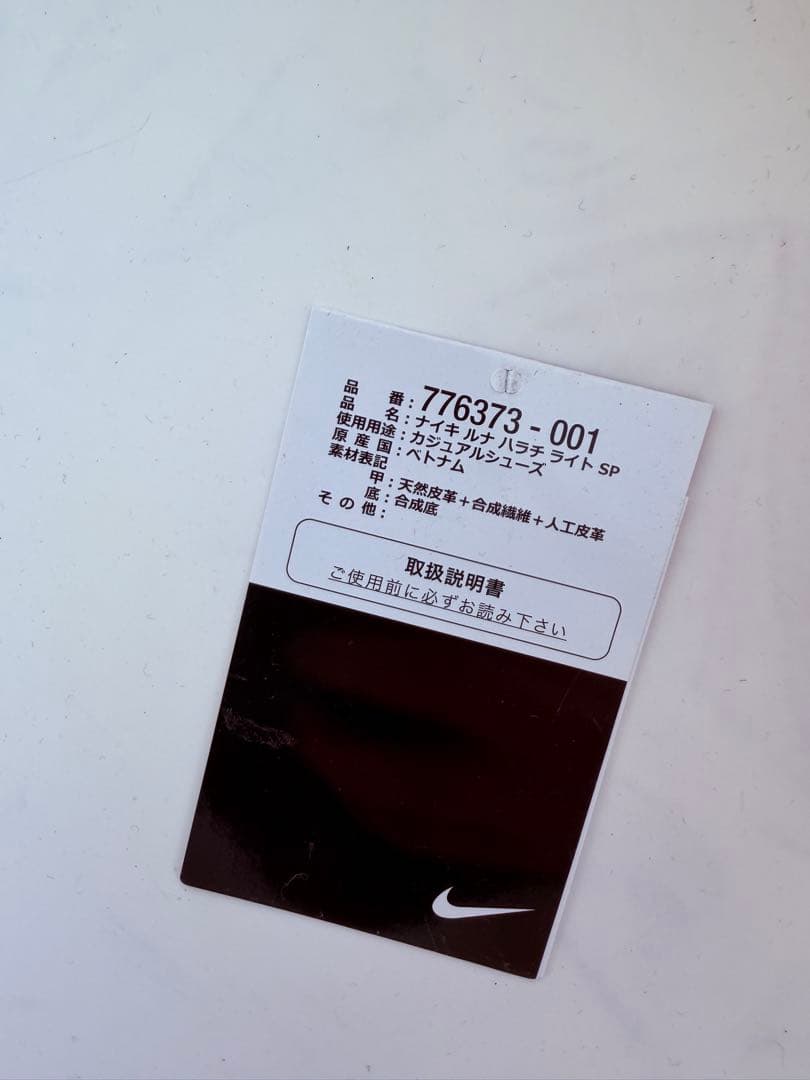 品番：776373 - 001
品名：ナイキ ルナ ハラチ ライト SP
使用用途：カジュアルシューズ
原産国：ベトナム
素材表記
甲：天然皮革＋合成繊維＋人工皮革
底：合成底
その他：
取扱説明書
ご使用前に必ずお読み下さい